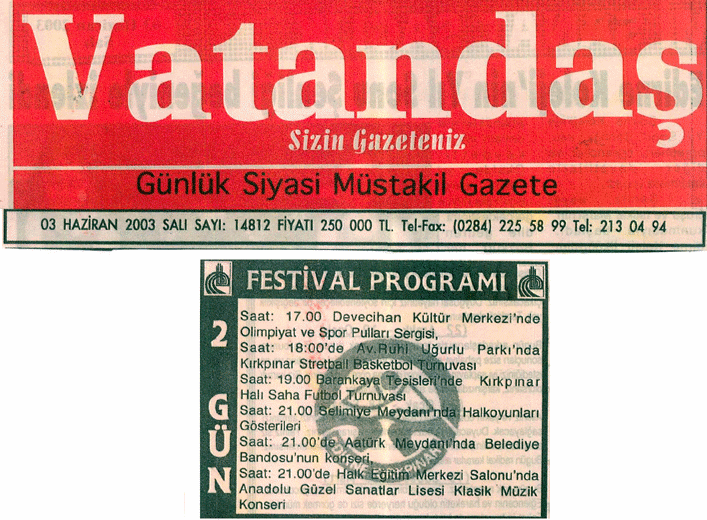 Vatandaş
Sizin Gazeteniz
Günlük Siyasi Müstakil Gazete
03 HAZİRAN 2003 SALI SAYI: 14812 FİYATI 250 000 TL. Tel-Fax: (0284) 225 58 99 Tel: 213 04 94
FESTİVAL PROGRAMI
2 GÜN
Saat: 17.00 Devecihan Kültür Merkezi'nde
Olimpiyat ve Spor Pulları Sergisi,
Saat: 18:00'de Av.Ruhi Uğurlu Parkı'nda
Kırkpınar Stretball Basketbol Turnuvası
Saat: 19.00 Barankaya Tesisleri'nde Kırkpınar
Halı Saha Futbol Turnuvası
Saat: 21.00 Selimiye Meydanı'nda Halkoyunları
Gösterileri
Saat: 21.00'de Aatürk Meydanı'nda Belediye
Bandosu'nun konseri,
Saat: 21.00'de Halk Eğitim Merkezi Salonu'nda
Anadolu Güzel Sanatlar Lisesi Klasik Müzik
Konseri